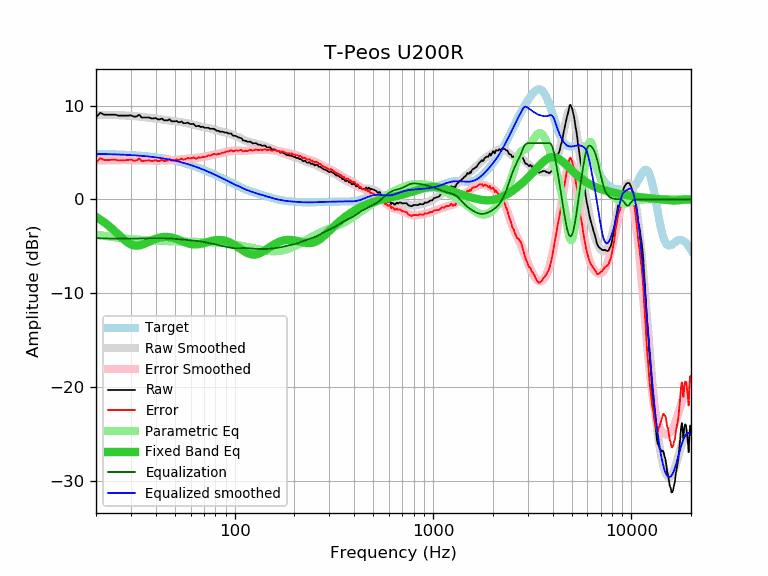 T-Peos U200R
10
0
−10
−20
−30
Amplitude (dBr)
Target
Raw Smoothed
Error Smoothed
Raw
Error
Parametric Eq
Fixed Band Eq
Equalization
Equalized smoothed
100
1000
10000
Frequency (Hz)